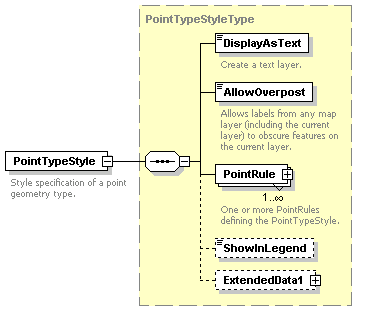 PointTypeStyleType
DisplayAsText
Create a text layer.
AllowOverpost
Allows labels from any map
layer (including the current
layer) to obscure features on
the current layer.
PointTypeStyle
Style specification of a point
geometry type.
PointRule
1..∞
One or more PointRules
defining the PointTypeStyle.
ShowInLegend
ExtendedData1